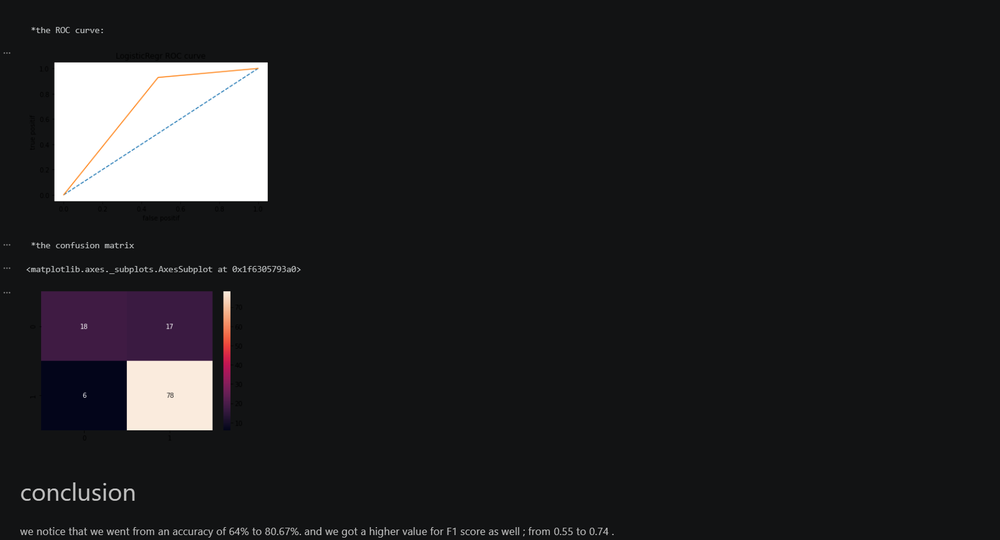 *the ROC curve:
LogisticRegr ROC curve
1.0
0.8
0.6
0.4
0.2
0.0
true positif
0.0 0.2 0.4 0.6 0.8 1.0
false positif
*the confusion matrix
<matplotlib.axes._subplots.AxesSubplot at 0x1f6305793a0>
0 18 17
1 6 78
0 1
70
60
50
40
30
20
10
conclusion
we notice that we went from an accuracy of 64% to 80.67%. and we got a higher value for F1 score as well ; from 0.55 to 0.74 .